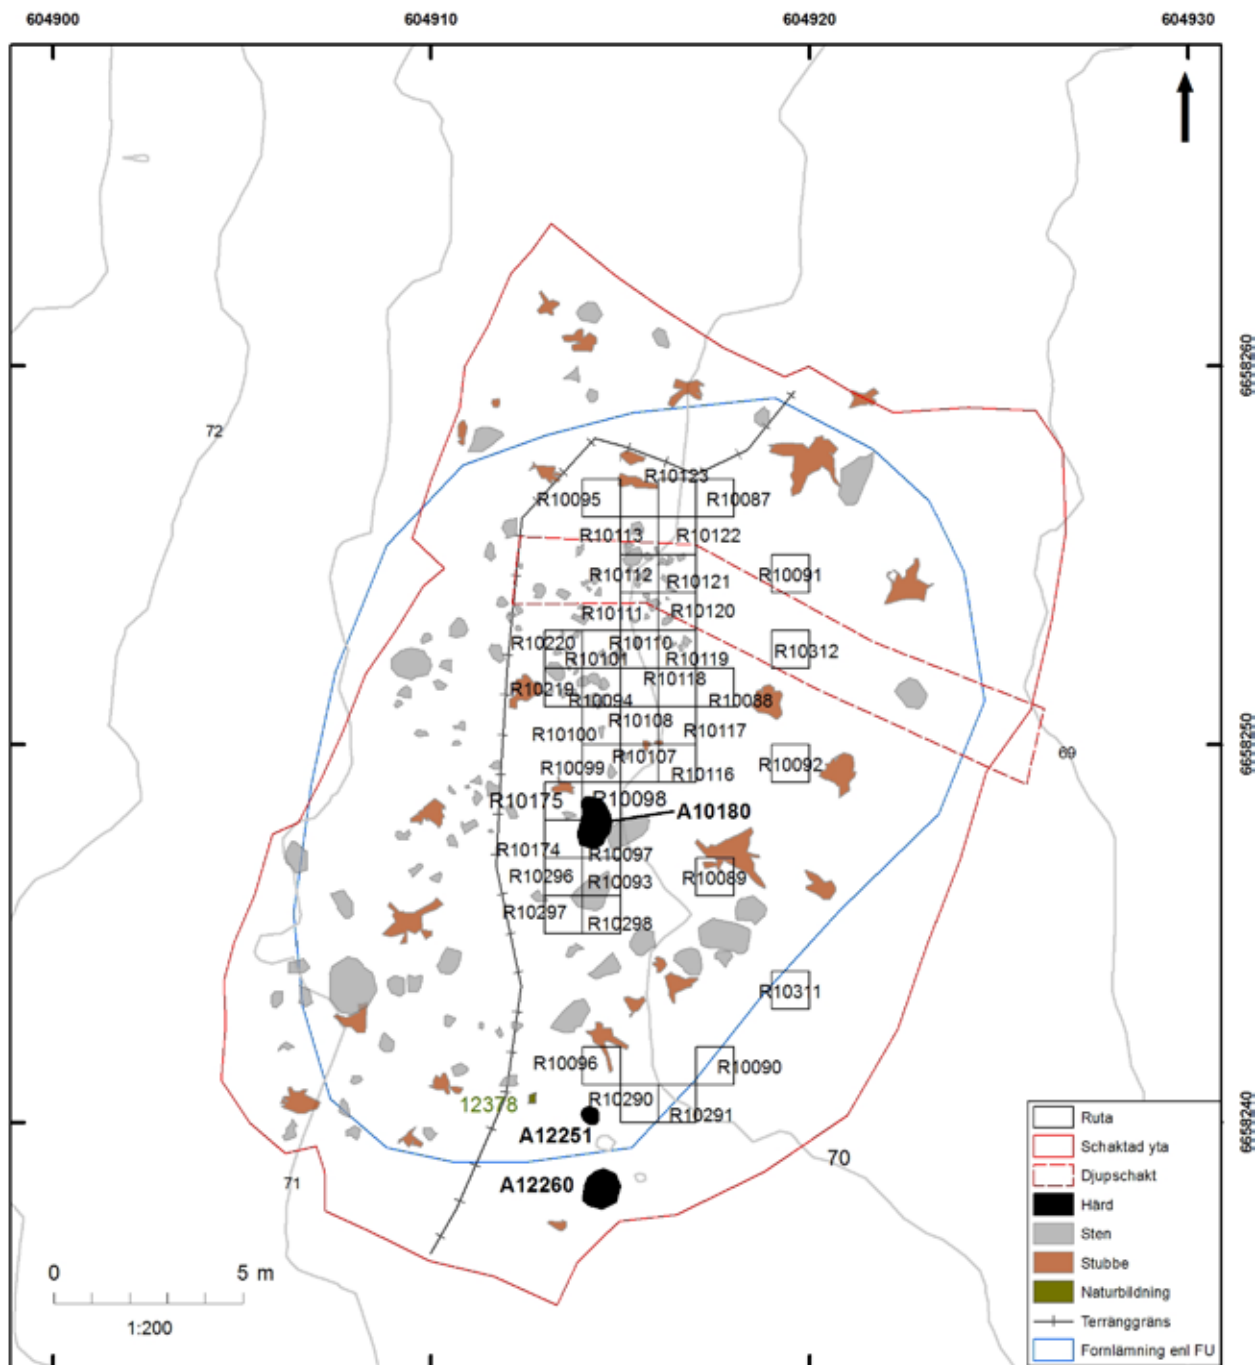 604900
604910
604920
604930
6658260
72
R10123
R10095
R10087
R10113
R10122
R10112
R10121
R10091
R10111
R10120
R10220
R10110
R10312
R10101
R10119
R10118
R10219
R10094
R10088
R10108
R10100
R10117
6658250
69
R10107
R10092
R10099
R10116
R10175
R10098
A10180
R10174
R10097
R10296
R10093
R10089
R10297
R10298
R10311
R10096
R10090
12378
R10290
R10291
6658240
A12251
70
A12260
71
0 5 m
1:200
Ruta
Schaktad yta
Djupschakt
Härd
Sten
Stubbe
Naturbildning
Terränggräns
Fornlämning enl FU